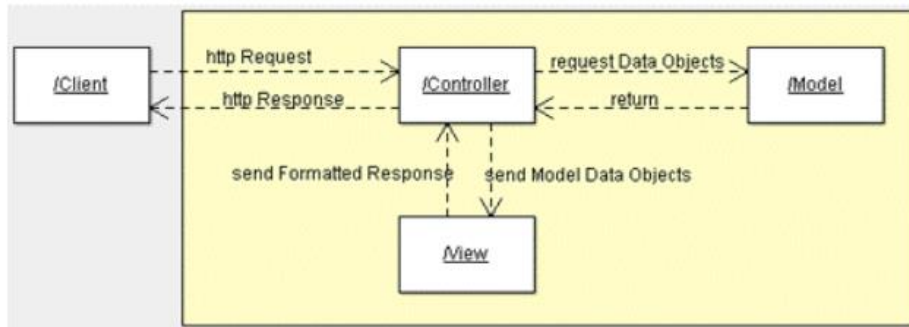 http Request
request Data Objects
/Client
/Controller
/Model
http Response
return
send Formatted Response
send Model Data Objects
/View